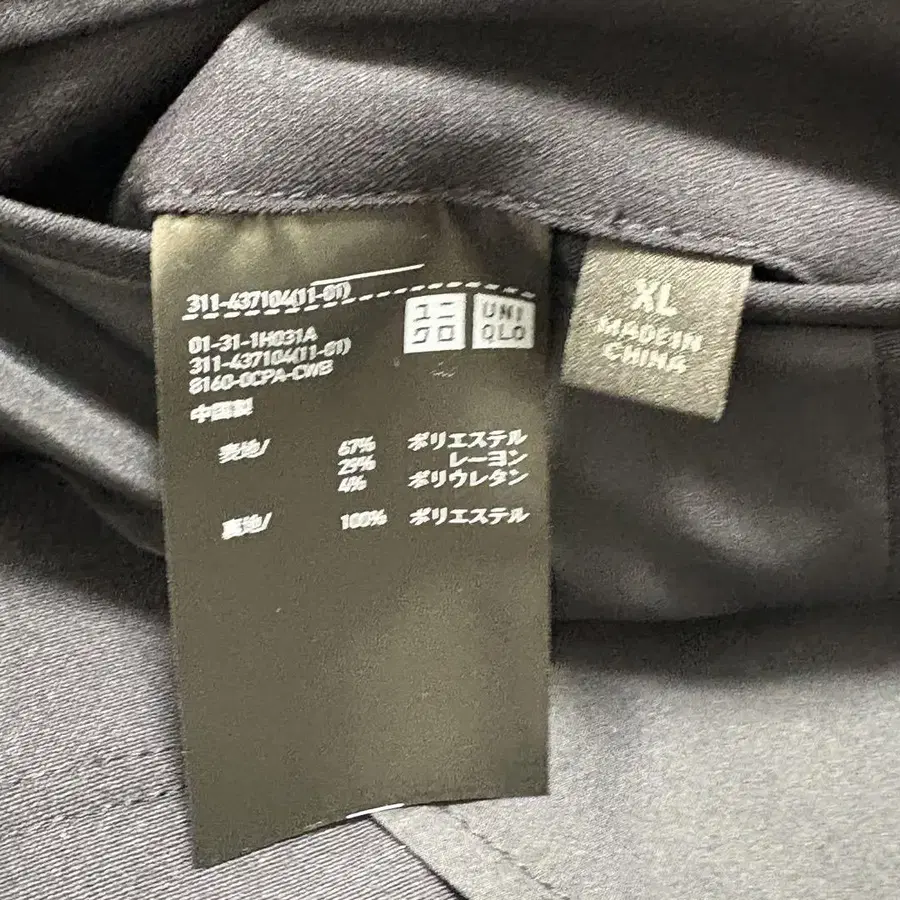 311-437104(11-01)
ユニ
クロ
UNI
QLO
01-31-1H031A
311-437104(11-01)
8160-0CPA-CWB
中国製
表地/ 67% ポリエステル
29% レーヨン
4% ポリウレタン
裏地/ 100% ポリエステル
XL
MADE IN
CHINA